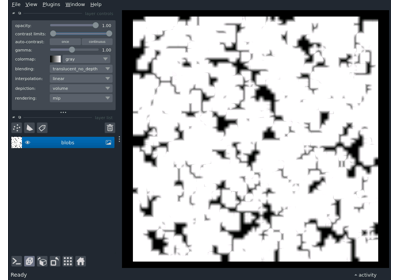 File View Plugins Window Help
opacity: 1.00
contrast limits:
auto-contrast: once continuous
gamma: 1.00
colormap: gray
blending: translucent_no_depth
interpolation: linear
depiction: volume
rendering: mip
blobs
Ready
activity